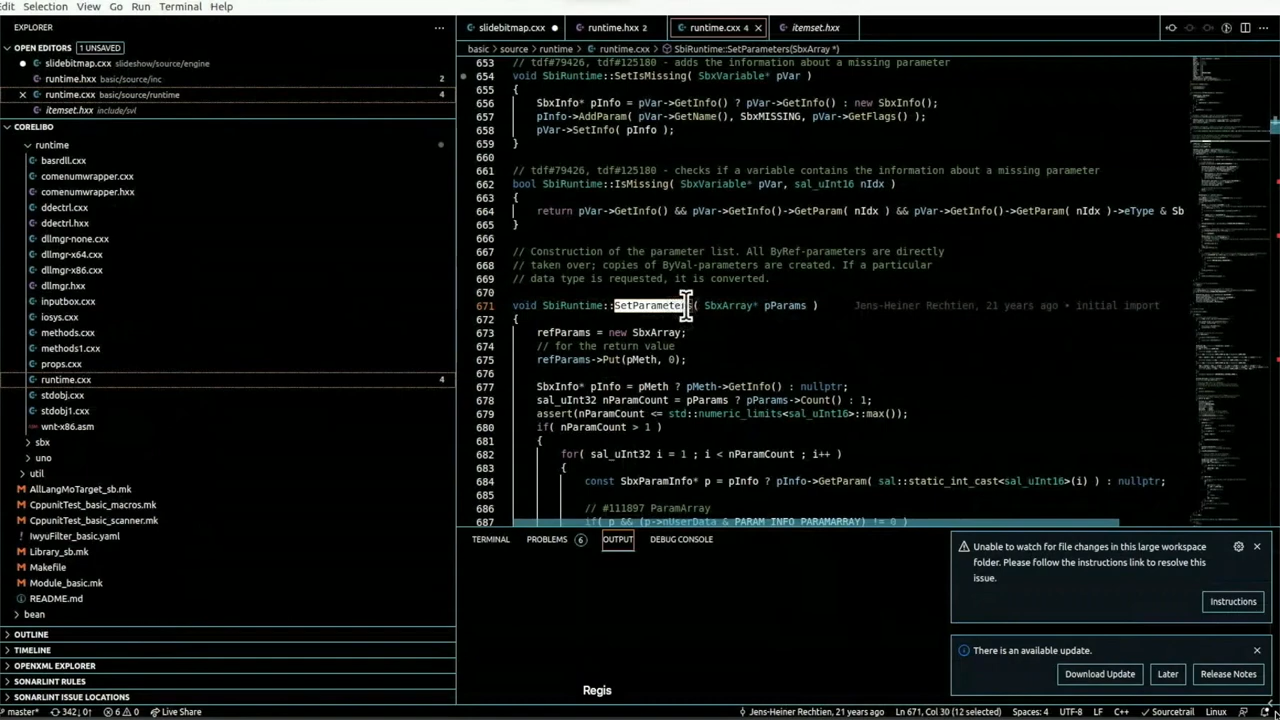 Edit Selection View Go Run Terminal Help
EXPLORER
OPEN EDITORS 1 UNSAVED
slidebitmap.cxx slideshow/source/engine
runtime.hxx basic/source/inc 2
runtime.cxx basic/source/runtime 4
itemset.hxx include/svl
CORELIBO
runtime
basrdll.cxx
comenumwrapper.cxx
comenumwrapper.hxx
ddectrl.cxx
ddectrl.hxx
dllmgr-none.cxx
dllmgr-x64.cxx
dllmgr-x86.cxx
dllmgr.hxx
inputbox.cxx
iosys.cxx
methods.cxx
methods1.cxx
props.cxx
runtime.cxx 4
stdobj.cxx
stdobj1.cxx
wnt-x86.asm
sbx
uno
util
AllLangMoTarget_sb.mk
CppunitTest_basic_macros.mk
CppunitTest_basic_scanner.mk
IwyuFilter_basic.yaml
Library_sb.mk
Makefile
Module_basic.mk
README.md
bean
OUTLINE
TIMELINE
OPENXML EXPLORER
SONARLINT RULES
SONARLINT ISSUE LOCATIONS
slidebitmap.cxx runtime.hxx 2 runtime.cxx 4 itemset.hxx
basic source runtime runtime.cxx SbiRuntime::SetParameters(SbxArray *)
653 // tdf#79426, tdf#125180 - adds the information about a missing parameter
654 void SbiRuntime::SetIsMissing( SbxVariable* pVar )
655 {
656 SbxInfo* pInfo = pVar->GetInfo() ? pVar->GetInfo() : new SbxInfo();
657 pInfo->AddParam( pVar->GetName(), SbxMISSING, pVar->GetFlags() );
658 pVar->SetInfo( pInfo );
659 }
660
661 // tdf#79426, tdf#125180 - checks if a variable contains the information about a missing parameter
662 bool SbiRuntime::IsMissing( SbxVariable* pVar, sal_uInt16 nIdx )
663 {
664 return pVar->GetInfo() && pVar->GetInfo()->GetParam( nIdx ) && pVar->GetInfo()->GetParam( nIdx )->eType & Sb
665 }
666
667 // Construction of the parameter list. All ByRef-parameters are directly
668 // taken over; copies of ByVal-parameters are created. If a particular
669 // data type is requested, it is converted.
670
671 void SbiRuntime::SetParameters( SbxArray* pParams ) Jens-Heiner Rechtien, 21 years ago • initial import
672 {
673 refParams = new SbxArray;
674 // for the return value
675 refParams->Put(pMeth, 0);
676
677 SbxInfo* pInfo = pMeth ? pMeth->GetInfo() : nullptr;
678 sal_uInt32 nParamCount = pParams ? pParams->Count() : 1;
679 assert(nParamCount <= std::numeric_limits<sal_uInt16>::max());
680 if( nParamCount > 1 )
681 {
682 for( sal_uInt32 i = 1 ; i < nParamCount ; i++ )
683 {
684 const SbxParamInfo* p = pInfo ? pInfo->GetParam( sal::static_int_cast<sal_uInt16>(i) ) : nullptr;
685
686 // #111897 ParamArray
687 if( p && (p->nUserData & PARAM_INFO_PARAMARRAY) != 0 )
TERMINAL PROBLEMS 6 OUTPUT DEBUG CONSOLE
Unable to watch for file changes in this large workspace
folder. Please follow the instructions link to resolve this
issue.
Instructions
There is an available update.
Download Update Later Release Notes
Regis
master* 342↓0↑ 6 0 Live Share Jens-Heiner Rechtien, 21 years ago Ln 671, Col 30 (12 selected) Spaces: 4 UTF-8 LF C++ Sourcetrail Linux